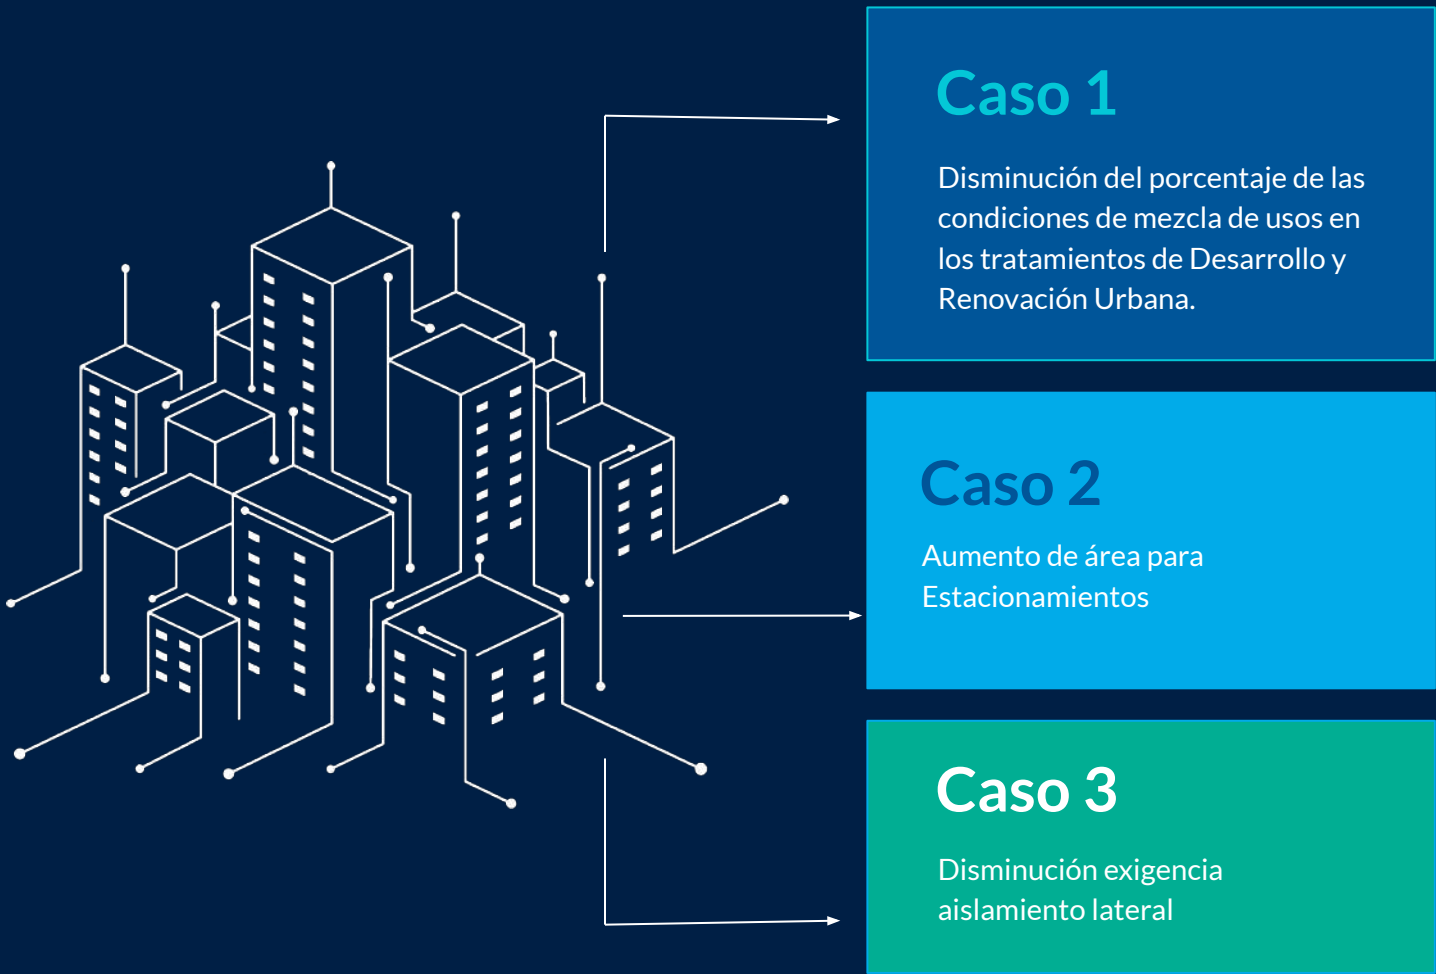 Caso 1
Disminución del porcentaje de las
condiciones de mezcla de usos en
los tratamientos de Desarrollo y
Renovación Urbana.
Caso 2
Aumento de área para
Estacionamientos
Caso 3
Disminución exigencia
aislamiento lateral